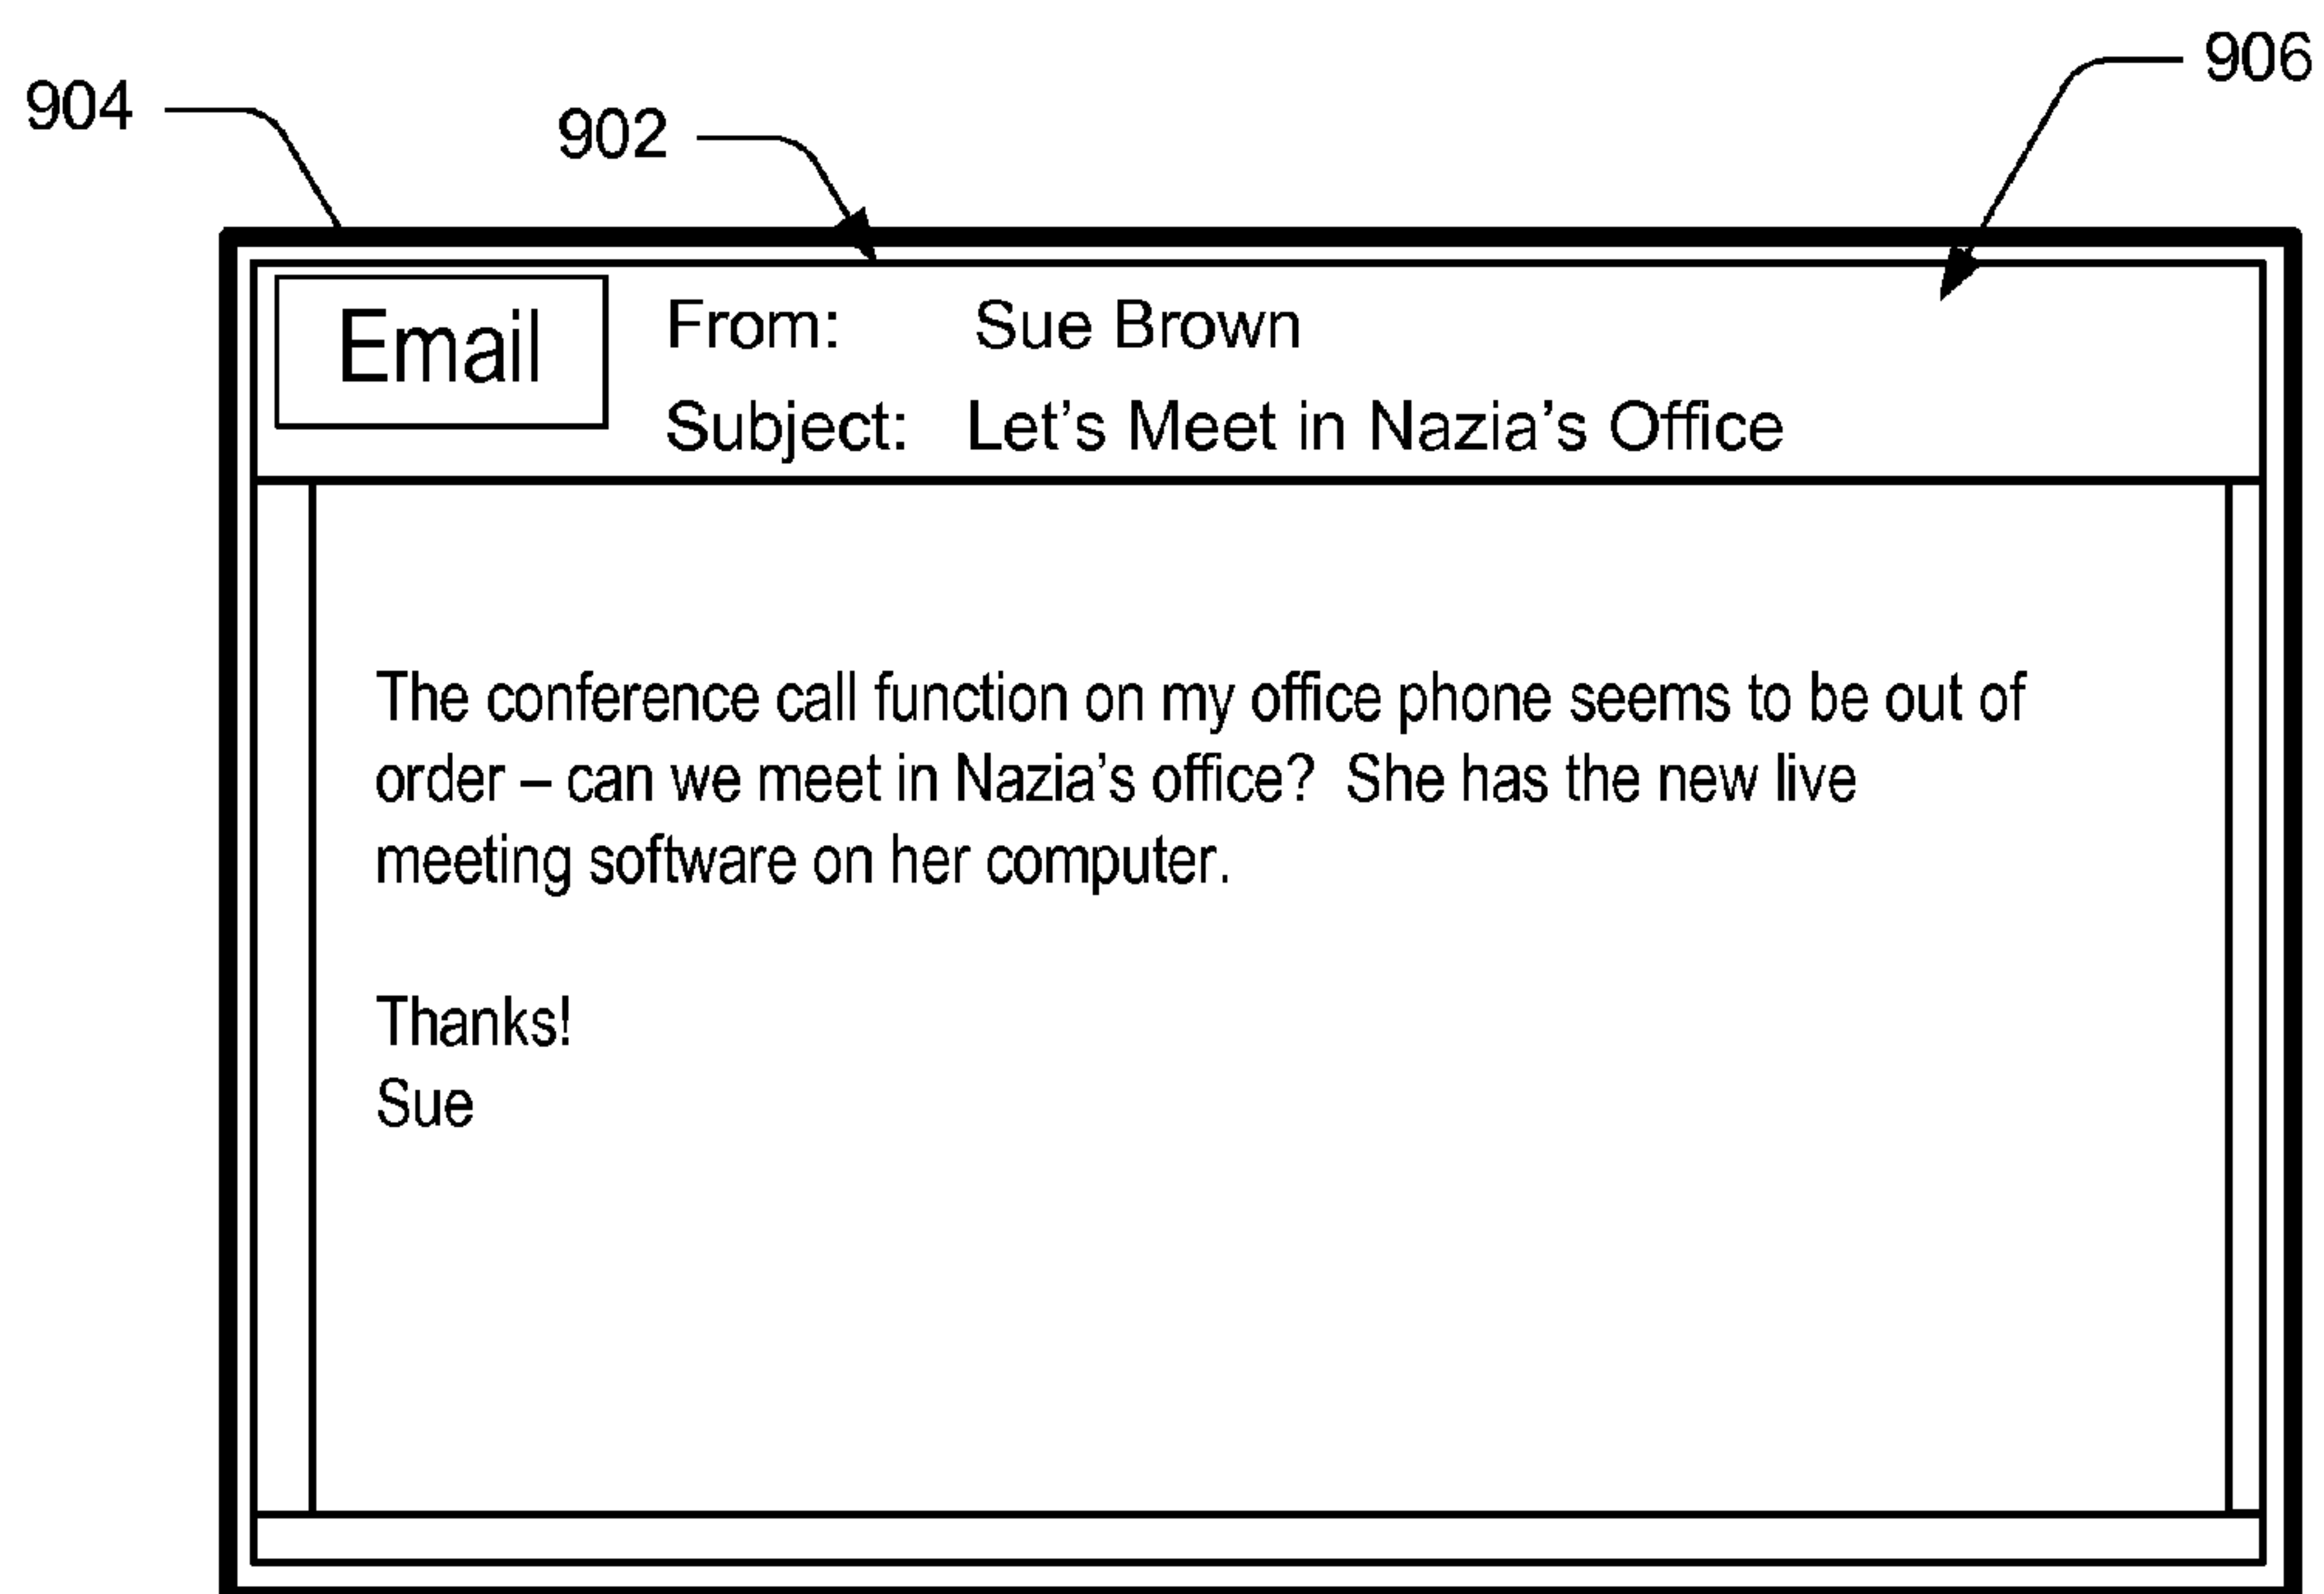 906
904
902
Email
From: Sue Brown
Subject: Let’s Meet in Nazia’s Office
The conference call function on my office phone seems to be out of
order – can we meet in Nazia’s office? She has the new live
meeting software on her computer.
Thanks!
Sue